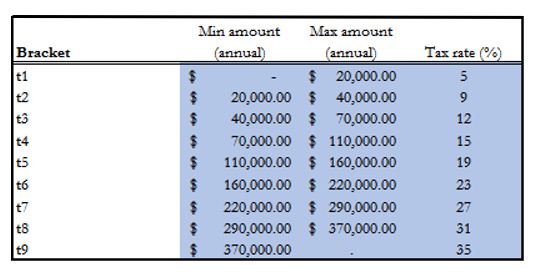 Min amount Max amount
Bracket (annual) (annual) Tax rate (%)
t1 $ - $ 20,000.00 5
t2 $ 20,000.00 $ 40,000.00 9
t3 $ 40,000.00 $ 70,000.00 12
t4 $ 70,000.00 $ 110,000.00 15
t5 $ 110,000.00 $ 160,000.00 19
t6 $ 160,000.00 $ 220,000.00 23
t7 $ 220,000.00 $ 290,000.00 27
t8 $ 290,000.00 $ 370,000.00 31
t9 $ 370,000.00 . 35